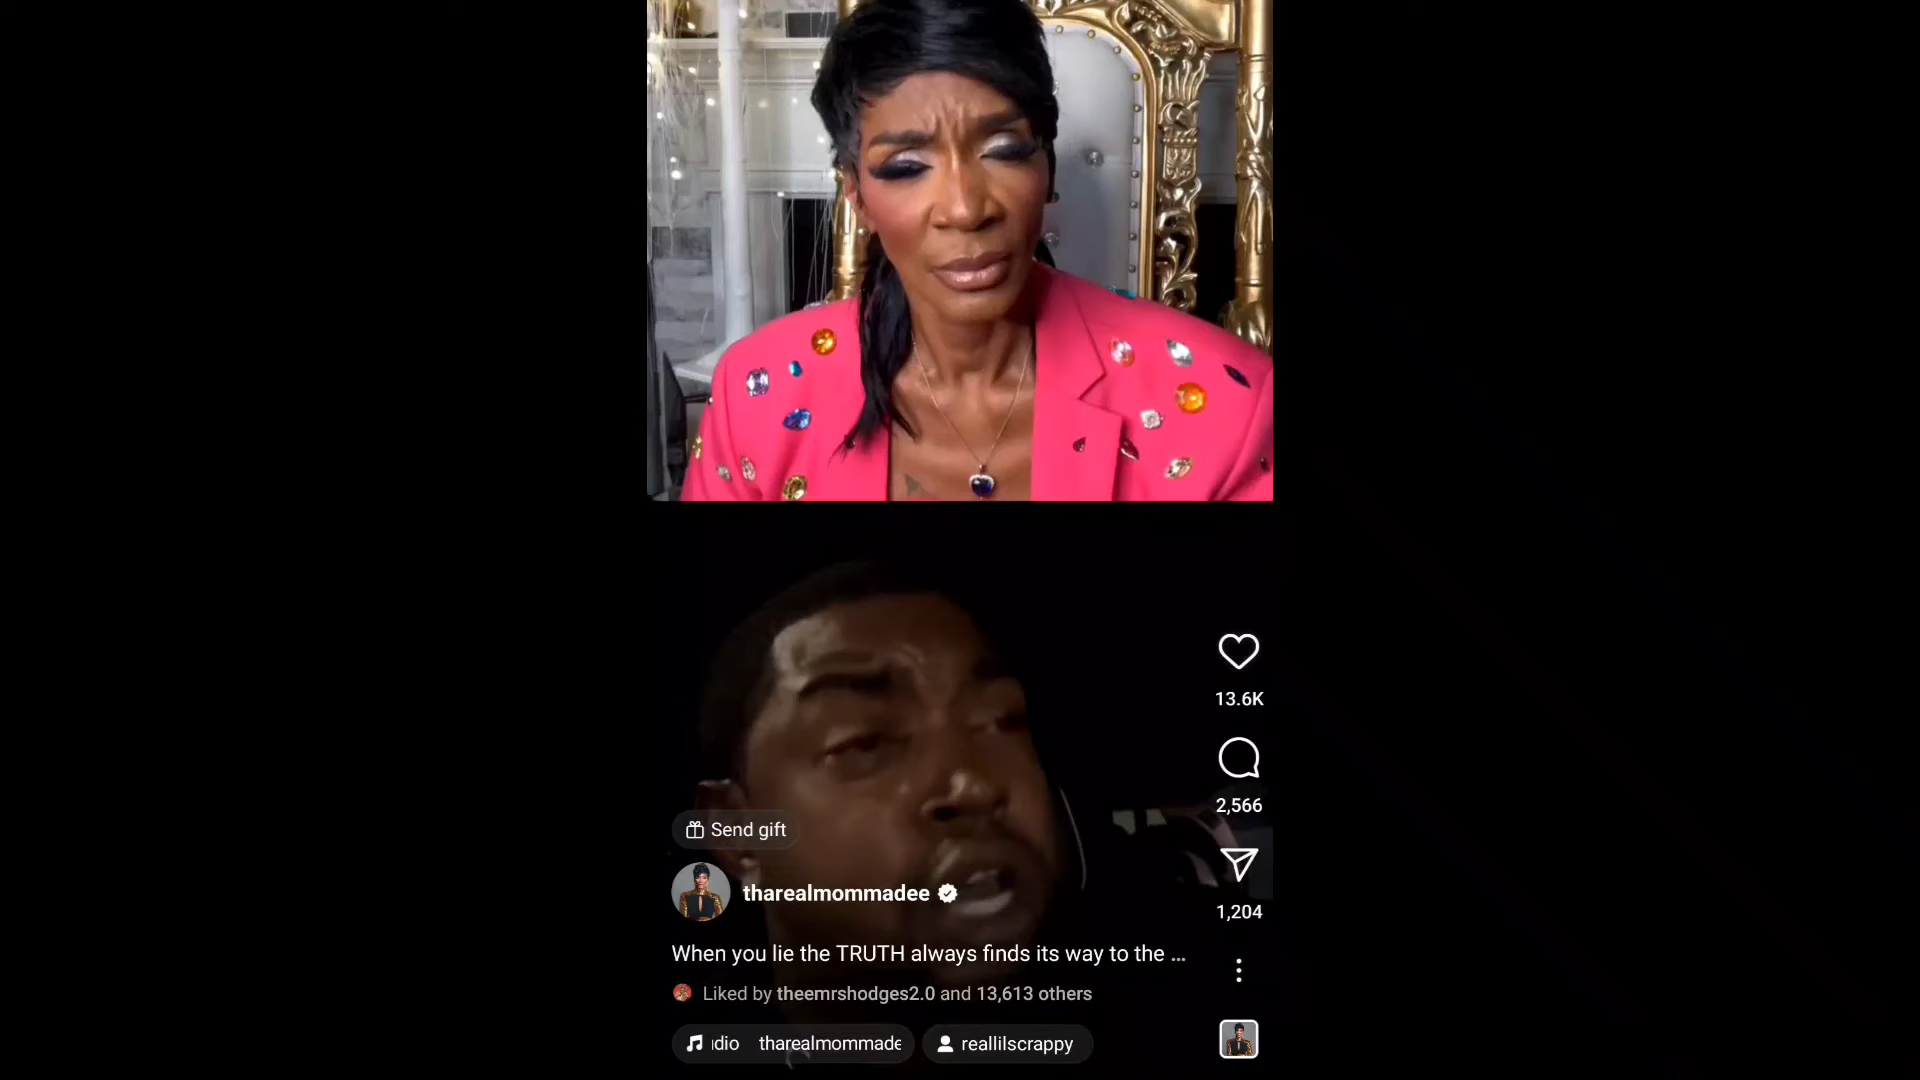 13.6K
2,566
Send gift
tharealmommadee
1,204
When you lie the TRUTH always finds its way to the ...
Liked by theemrshodges2.0 and 13,613 others
dio tharealmommade
reallilscrappy